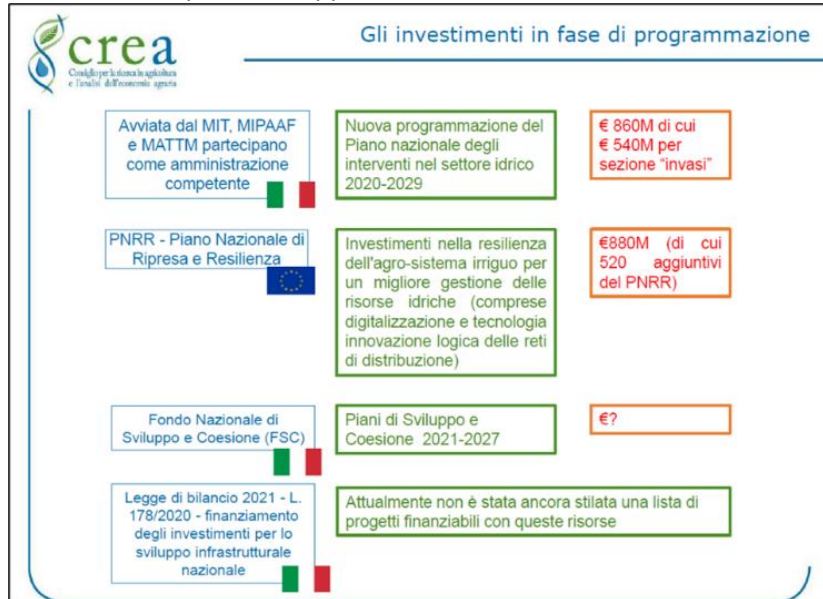 crea
Consiglio per la ricerca in agricoltura
e l'analisi dell'economia agraria
Gli investimenti in fase di programmazione
Avviata dal MIT, MIPAAF
e MATTM partecipano
come amministrazione
competente
Nuova programmazione del
Piano nazionale degli
interventi nel settore idrico
2020-2029
€ 860M di cui
€ 540M per
sezione “invasi”
PNRR - Piano Nazionale di
Ripresa e Resilienza
Investimenti nella resilienza
dell'agro-sistema irriguo per
un migliore gestione delle
risorse idriche (comprese
digitalizzazione e tecnologia
innovazione logica delle reti
di distribuzione)
€880M (di cui
520 aggiuntivi
del PNRR)
Fondo Nazionale di
Sviluppo e Coesione (FSC)
Piani di Sviluppo e
Coesione 2021-2027
€?
Legge di bilancio 2021 - L.
178/2020 - finanziamento
degli investimenti per lo
sviluppo infrastrutturale
nazionale
Attualmente non è stata ancora stilata una lista di
progetti finanziabili con queste risorse